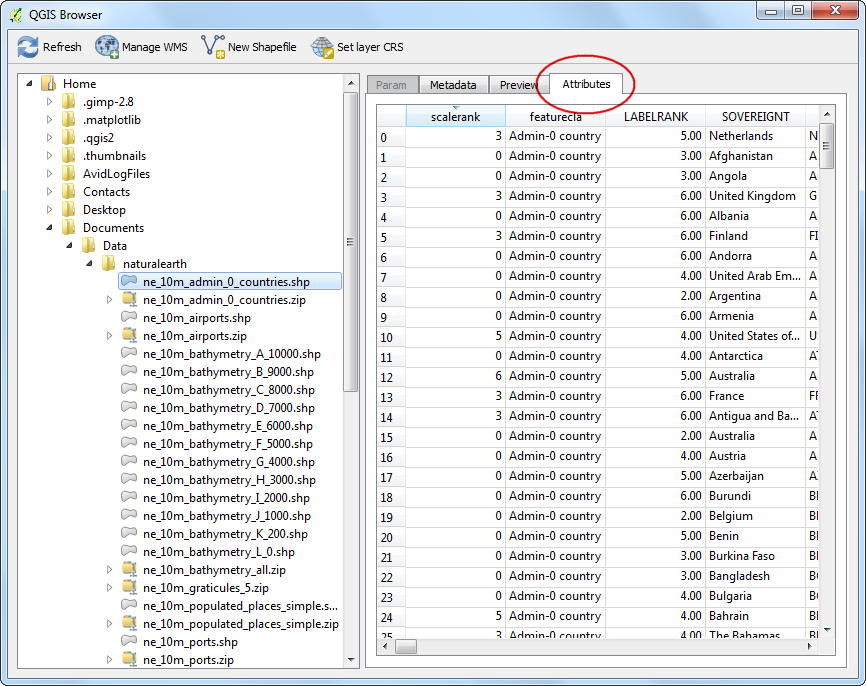 QGIS Browser
Refresh Manage WMS New Shapefile Set layer CRS
Home
.gimp-2.8
.matplotlib
.qgis2
.thumbnails
AvidLogFiles
Contacts
Desktop
Documents
Data
naturalearth
ne_10m_admin_0_countries.shp
ne_10m_admin_0_countries.zip
ne_10m_airports.shp
ne_10m_airports.zip
ne_10m_bathymetry_A_10000.shp
ne_10m_bathymetry_B_9000.shp
ne_10m_bathymetry_C_8000.shp
ne_10m_bathymetry_D_7000.shp
ne_10m_bathymetry_E_6000.shp
ne_10m_bathymetry_F_5000.shp
ne_10m_bathymetry_G_4000.shp
ne_10m_bathymetry_H_3000.shp
ne_10m_bathymetry_I_2000.shp
ne_10m_bathymetry_J_1000.shp
ne_10m_bathymetry_K_200.shp
ne_10m_bathymetry_L_0.shp
ne_10m_bathymetry_all.zip
ne_10m_graticules_5.zip
ne_10m_populated_places_simple.s...
ne_10m_populated_places_simple.zip
ne_10m_ports.shp
ne_10m_ports.zip
Param Metadata Preview Attributes
scalerank featurecla LABELRANK SOVEREIGNT
0 3 Admin-0 country 5.00 Netherlands N
1 0 Admin-0 country 3.00 Afghanistan A
2 0 Admin-0 country 3.00 Angola A
3 3 Admin-0 country 6.00 United Kingdom G
4 0 Admin-0 country 6.00 Albania A
5 3 Admin-0 country 6.00 Finland FI
6 0 Admin-0 country 6.00 Andorra A
7 0 Admin-0 country 4.00 United Arab Em... A
8 0 Admin-0 country 2.00 Argentina A
9 0 Admin-0 country 6.00 Armenia A
10 5 Admin-0 country 4.00 United States of... U
11 0 Admin-0 country 4.00 Antarctica A
12 6 Admin-0 country 5.00 Australia A
13 3 Admin-0 country 6.00 France
14 3 Admin-0 country 6.00 Antigua and Ba... A
15 0 Admin-0 country 2.00 Australia A
16 0 Admin-0 country 4.00 Austria A
17 0 Admin-0 country 5.00 Azerbaijan A
18 0 Admin-0 country 6.00 Burundi
19 0 Admin-0 country 2.00 Belgium
20 0 Admin-0 country 5.00 Benin
21 0 Admin-0 country 3.00 Burkina Faso
22 0 Admin-0 country 3.00 Bangladesh
23 0 Admin-0 country 4.00 Bulgaria
24 5 Admin-0 country 4.00 Bahrain
25 3 Admin-0 country 4.00 The Bahamas